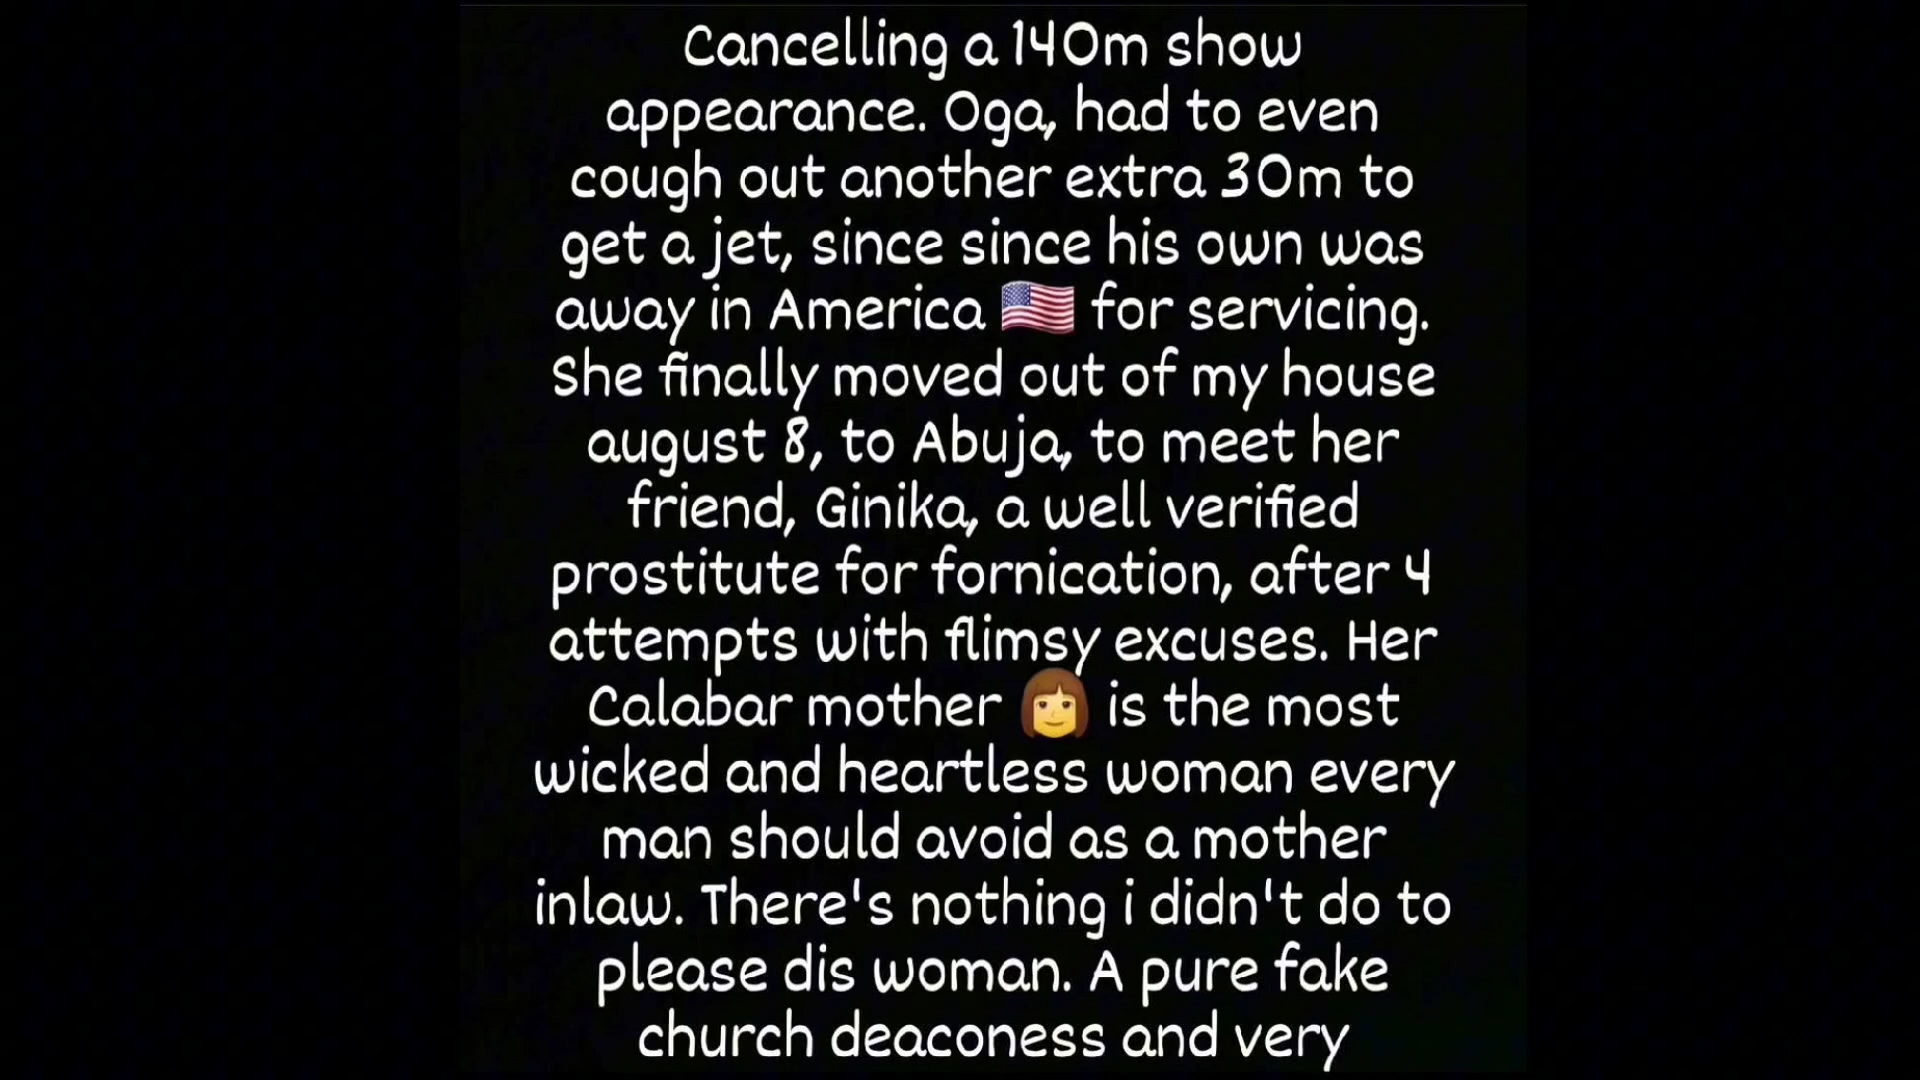 Cancelling a 140m show
appearance. Oga, had to even
cough out another extra 30m to
get a jet, since since his own was
away in America 🇺🇸 for servicing.
She finally moved out of my house
august 8, to Abuja, to meet her
friend, Ginika, a well verified
prostitute for fornication, after 4
attempts with flimsy excuses. Her
Calabar mother 👩 is the most
wicked and heartless woman every
man should avoid as a mother
inlaw. There's nothing i didn't do to
please dis woman. A pure fake
church deaconess and very